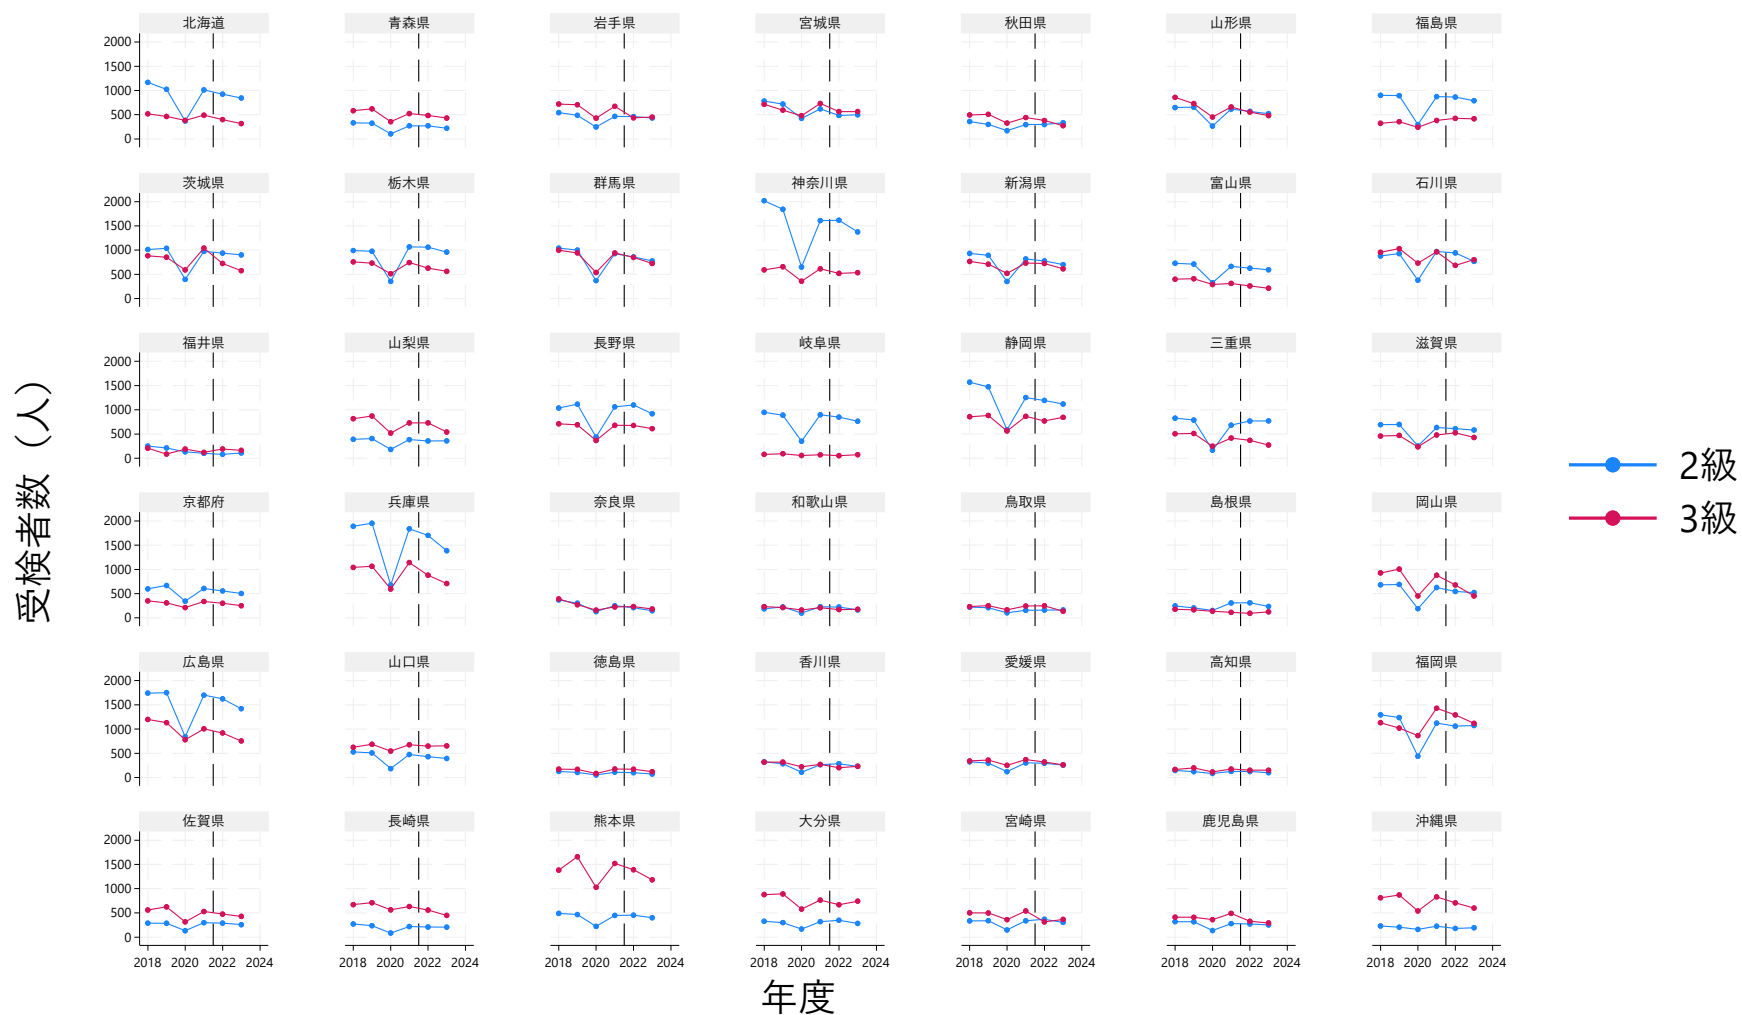 北海道 青森県 岩手県 宮城県 秋田県 山形県 福島県
2000
1500
1000
500
0
茨城県 栃木県 群馬県 神奈川県 新潟県 富山県 石川県
2000
1500
1000
500
0
福井県 山梨県 長野県 岐阜県 静岡県 三重県 滋賀県
2000
1500
1000
500
0
京都府 兵庫県 奈良県 和歌山県 鳥取県 島根県 岡山県
2000
1500
1000
500
0
広島県 山口県 徳島県 香川県 愛媛県 高知県 福岡県
2000
1500
1000
500
0
佐賀県 長崎県 熊本県 大分県 宮崎県 鹿児島県 沖縄県
2000
1500
1000
500
0
2018 2020 2022 2024 2018 2020 2022 2024 2018 2020 2022 2024 2018 2020 2022 2024 2018 2020 2022 2024 2018 2020 2022 2024 2018 2020 2022 2024
年度
受検者数（人）
2級
3級